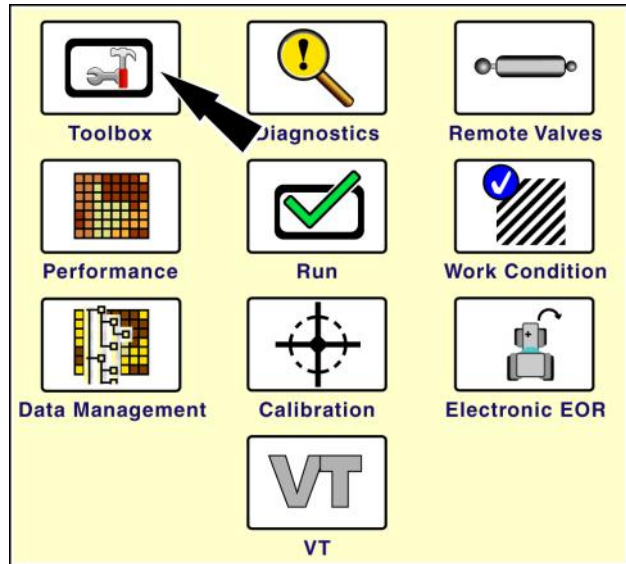 Toolbox
Diagnostics
Remote Valves
Performance
Run
Work Condition
Data Management
Calibration
Electronic EOR
VT
VT